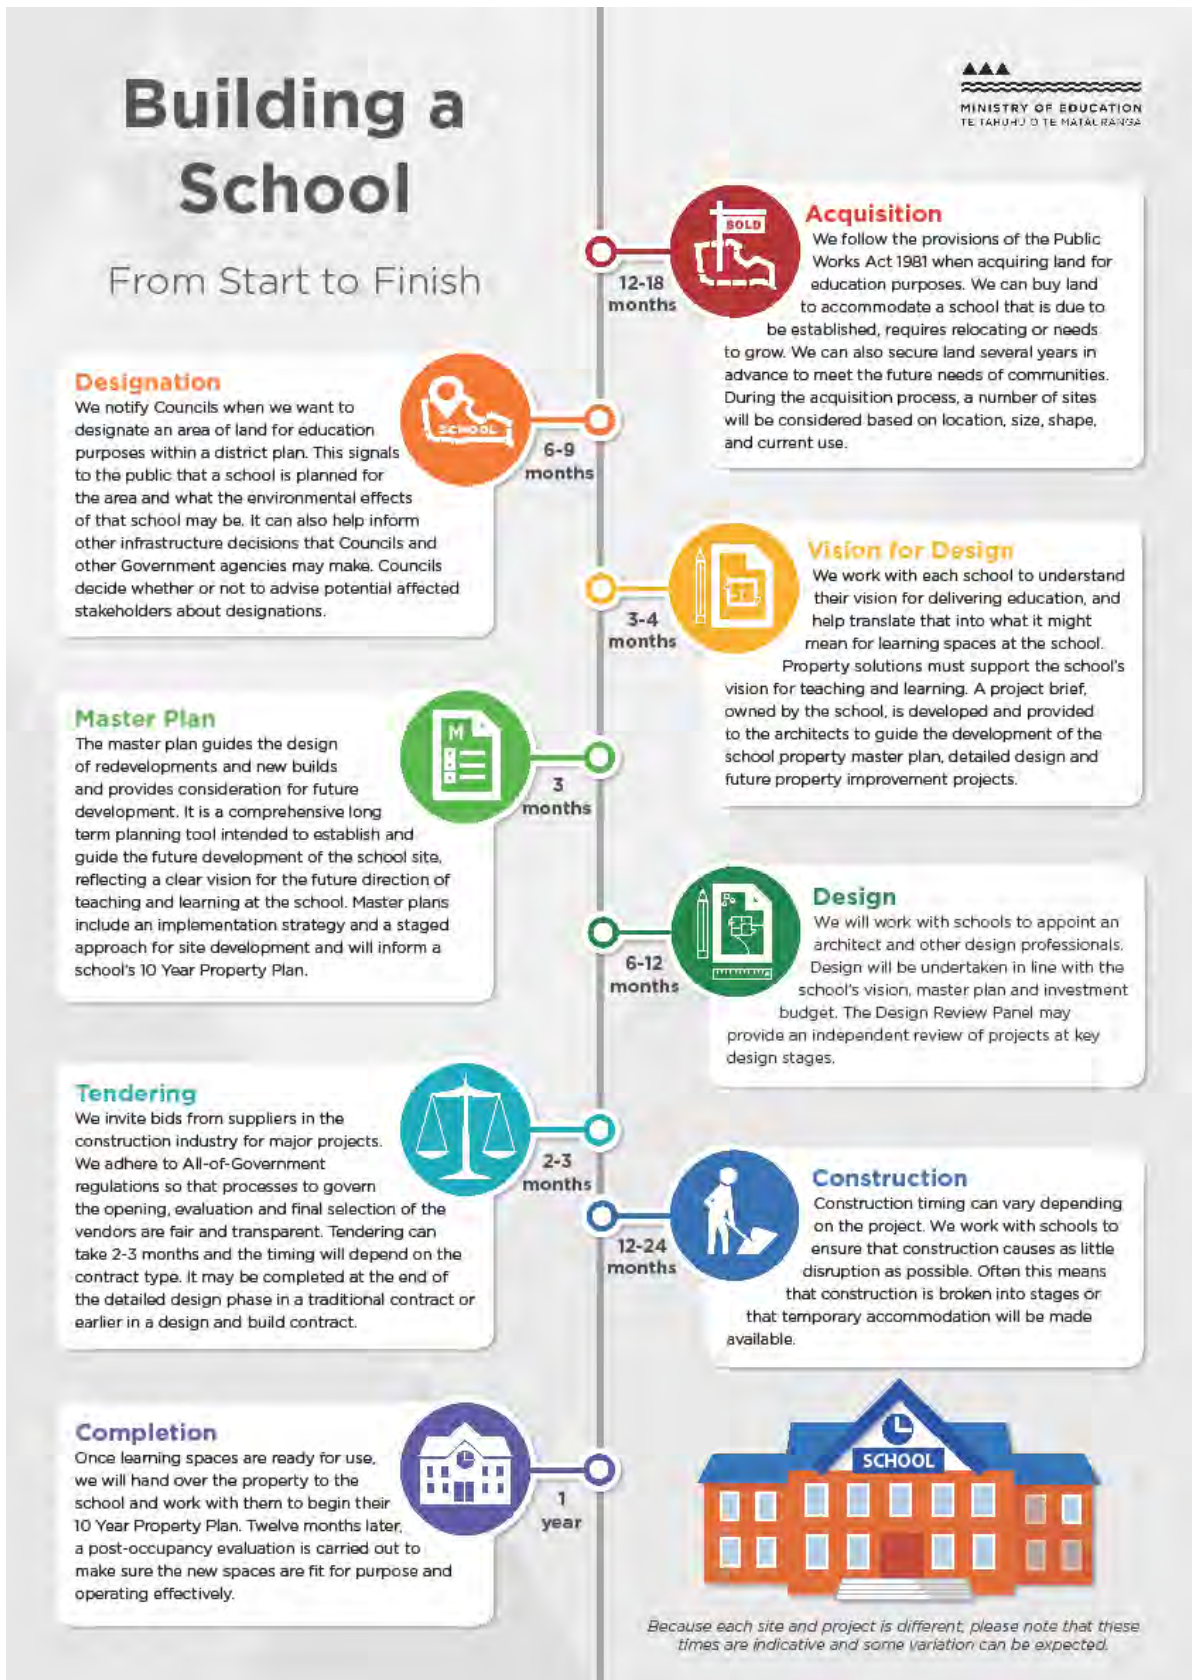 Building a
School
From Start to Finish
MINISTRY OF EDUCATION
TE TĀHUHU O TE MĀTAURANGA
SOLD
Acquisition
We follow the provisions of the Public
Works Act 1981 when acquiring land for
education purposes. We can buy land
to accommodate a school that is due to
be established, requires relocating or needs
to grow. We can also secure land several years in
advance to meet the future needs of communities.
During the acquisition process, a number of sites
will be considered based on location, size, shape,
and current use.
12-18
months
Designation
We notify Councils when we want to
designate an area of land for education
purposes within a district plan. This signals
to the public that a school is planned for
the area and what the environmental effects
of that school may be. It can also help inform
other infrastructure decisions that Councils and
other Government agencies may make. Councils
decide whether or not to advise potential affected
stakeholders about designations.
SCHOOL
6-9
months
Vision for Design
We work with each school to understand
their vision for delivering education, and
help translate that into what it might
mean for learning spaces at the school.
Property solutions must support the school's
vision for teaching and learning. A project brief,
owned by the school, is developed and provided
to the architects to guide the development of the
school property master plan, detailed design and
future property improvement projects.
3-4
months
Master Plan
The master plan guides the design
of redevelopments and new builds
and provides consideration for future
development. It is a comprehensive long
term planning tool intended to establish and
guide the future development of the school site,
reflecting a clear vision for the future direction of
teaching and learning at the school. Master plans
include an implementation strategy and a staged
approach for site development and will inform a
school's 10 Year Property Plan.
M
3
months
Design
We will work with schools to appoint an
architect and other design professionals.
Design will be undertaken in line with the
school's vision, master plan and investment
budget. The Design Review Panel may
provide an independent review of projects at key
design stages.
6-12
months
Tendering
We invite bids from suppliers in the
construction industry for major projects.
We adhere to All-of-Government
regulations so that processes to govern
the opening, evaluation and final selection of the
vendors are fair and transparent. Tendering can
take 2-3 months and the timing will depend on the
contract type. It may be completed at the end of
the detailed design phase in a traditional contract or
earlier in a design and build contract.
2-3
months
Construction
Construction timing can vary depending
on the project. We work with schools to
ensure that construction causes as little
disruption as possible. Often this means
that construction is broken into stages or
that temporary accommodation will be made
available.
12-24
months
Completion
Once learning spaces are ready for use,
we will hand over the property to the
school and work with them to begin their
10 Year Property Plan. Twelve months later,
a post-occupancy evaluation is carried out to
make sure the new spaces are fit for purpose and
operating effectively.
1
year
SCHOOL
Because each site and project is different, please note that these
times are indicative and some variation can be expected.